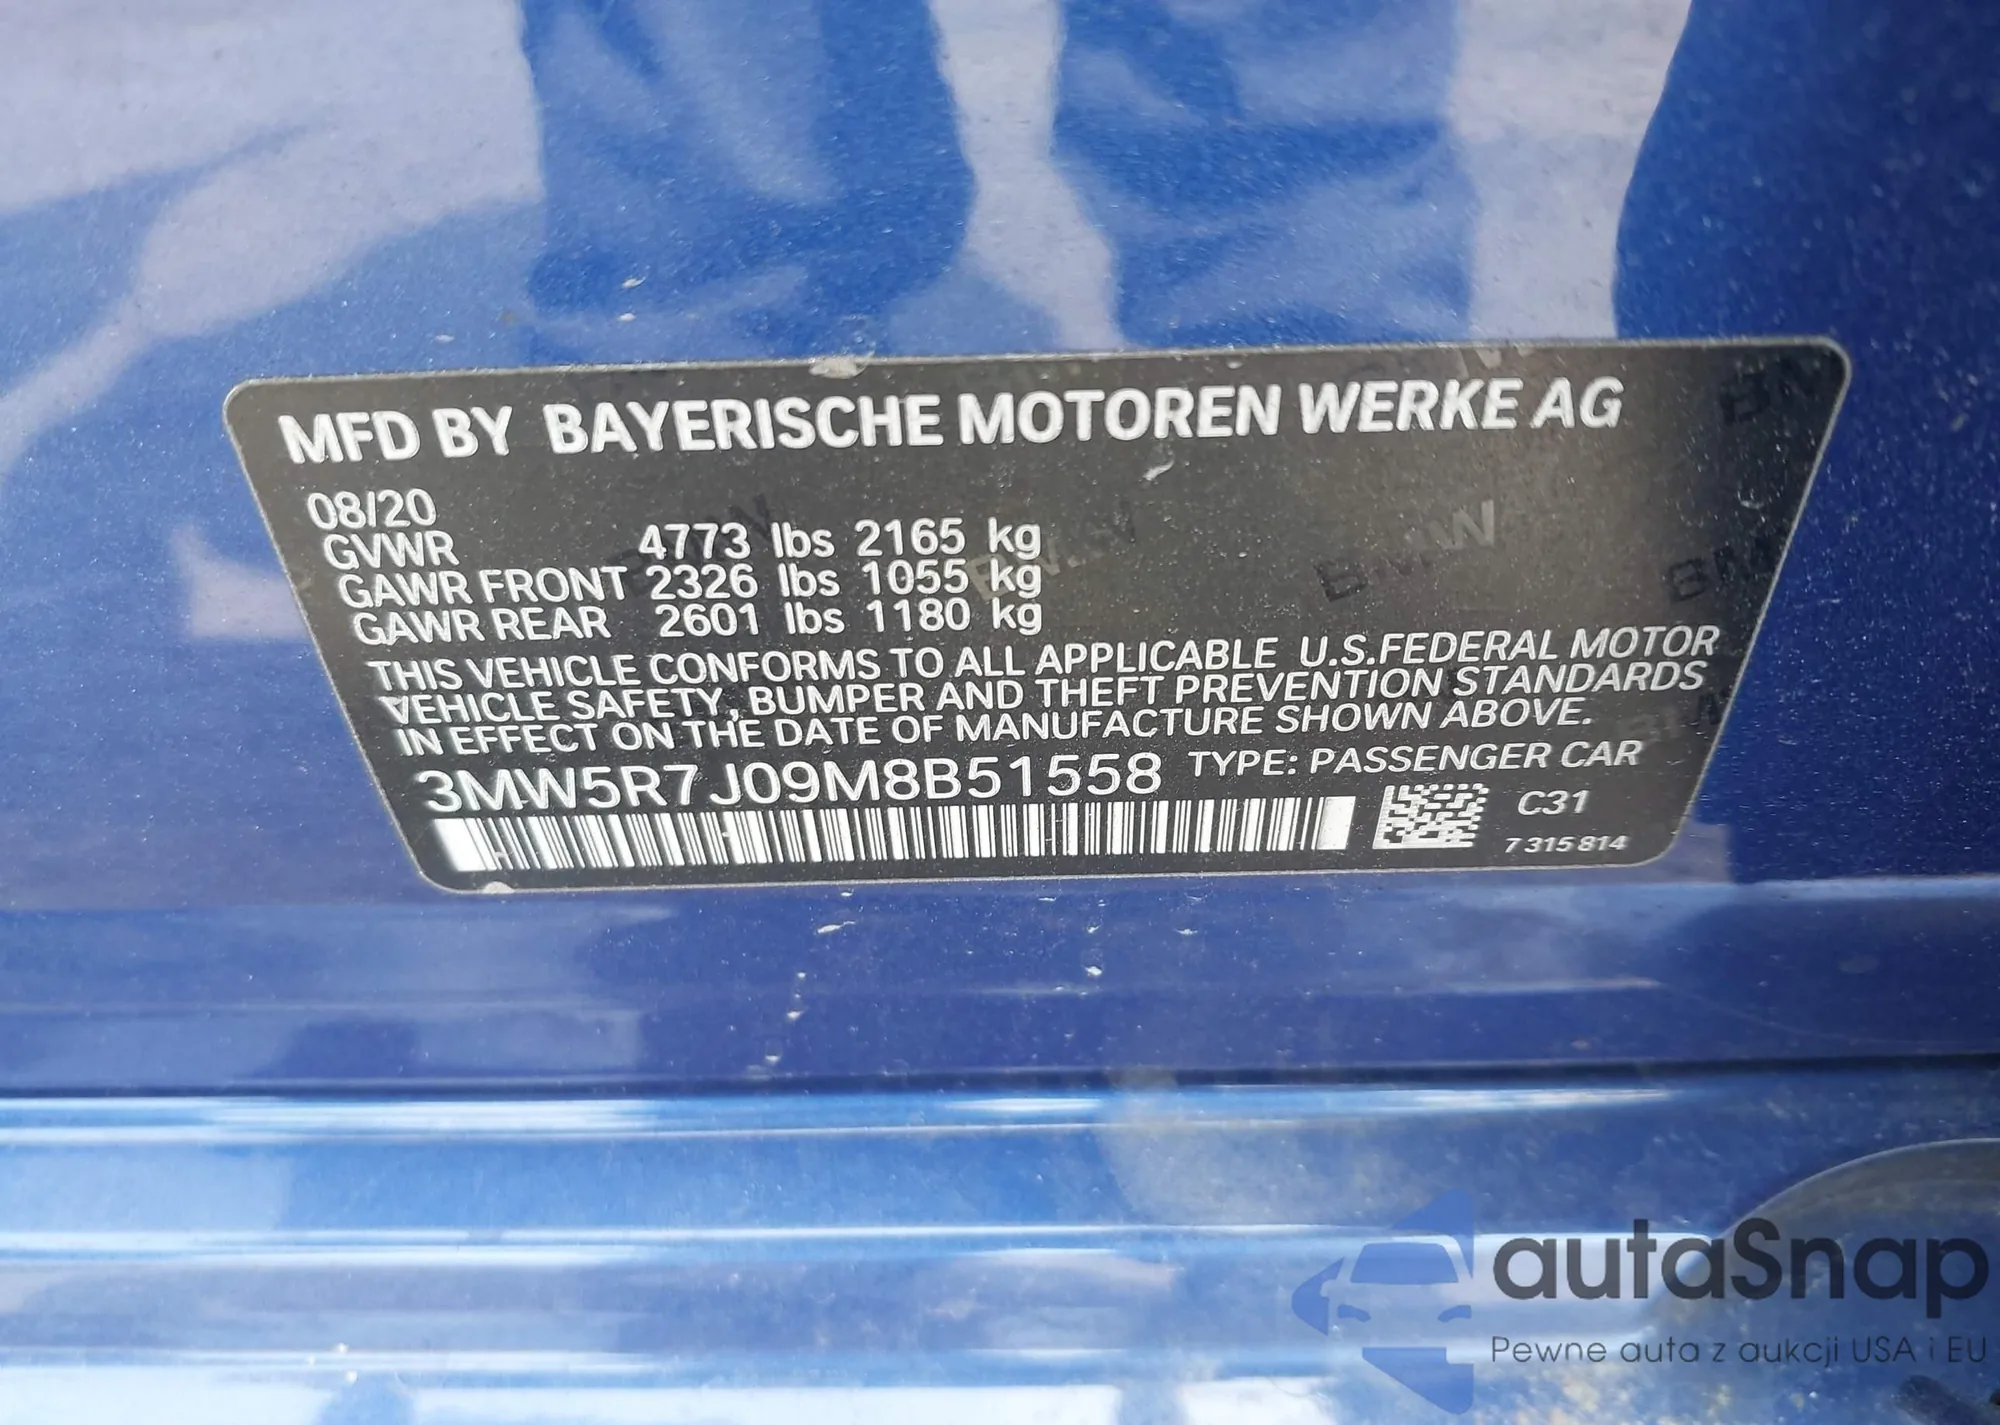 MFD BY BAYERISCHE MOTOREN WERKE AG
08/20
GVWR 4773 lbs 2165 kg
GAWR FRONT 2326 lbs 1055 kg
GAWR REAR 2601 lbs 1180 kg
THIS VEHICLE CONFORMS TO ALL APPLICABLE U.S.FEDERAL MOTOR
VEHICLE SAFETY, BUMPER AND THEFT PREVENTION STANDARDS
IN EFFECT ON THE DATE OF MANUFACTURE SHOWN ABOVE.
3MW5R7J09M8B51558 TYPE: PASSENGER CAR
C31
7 315 814
autaSnap
Pewne auta z aukcji USA i EU